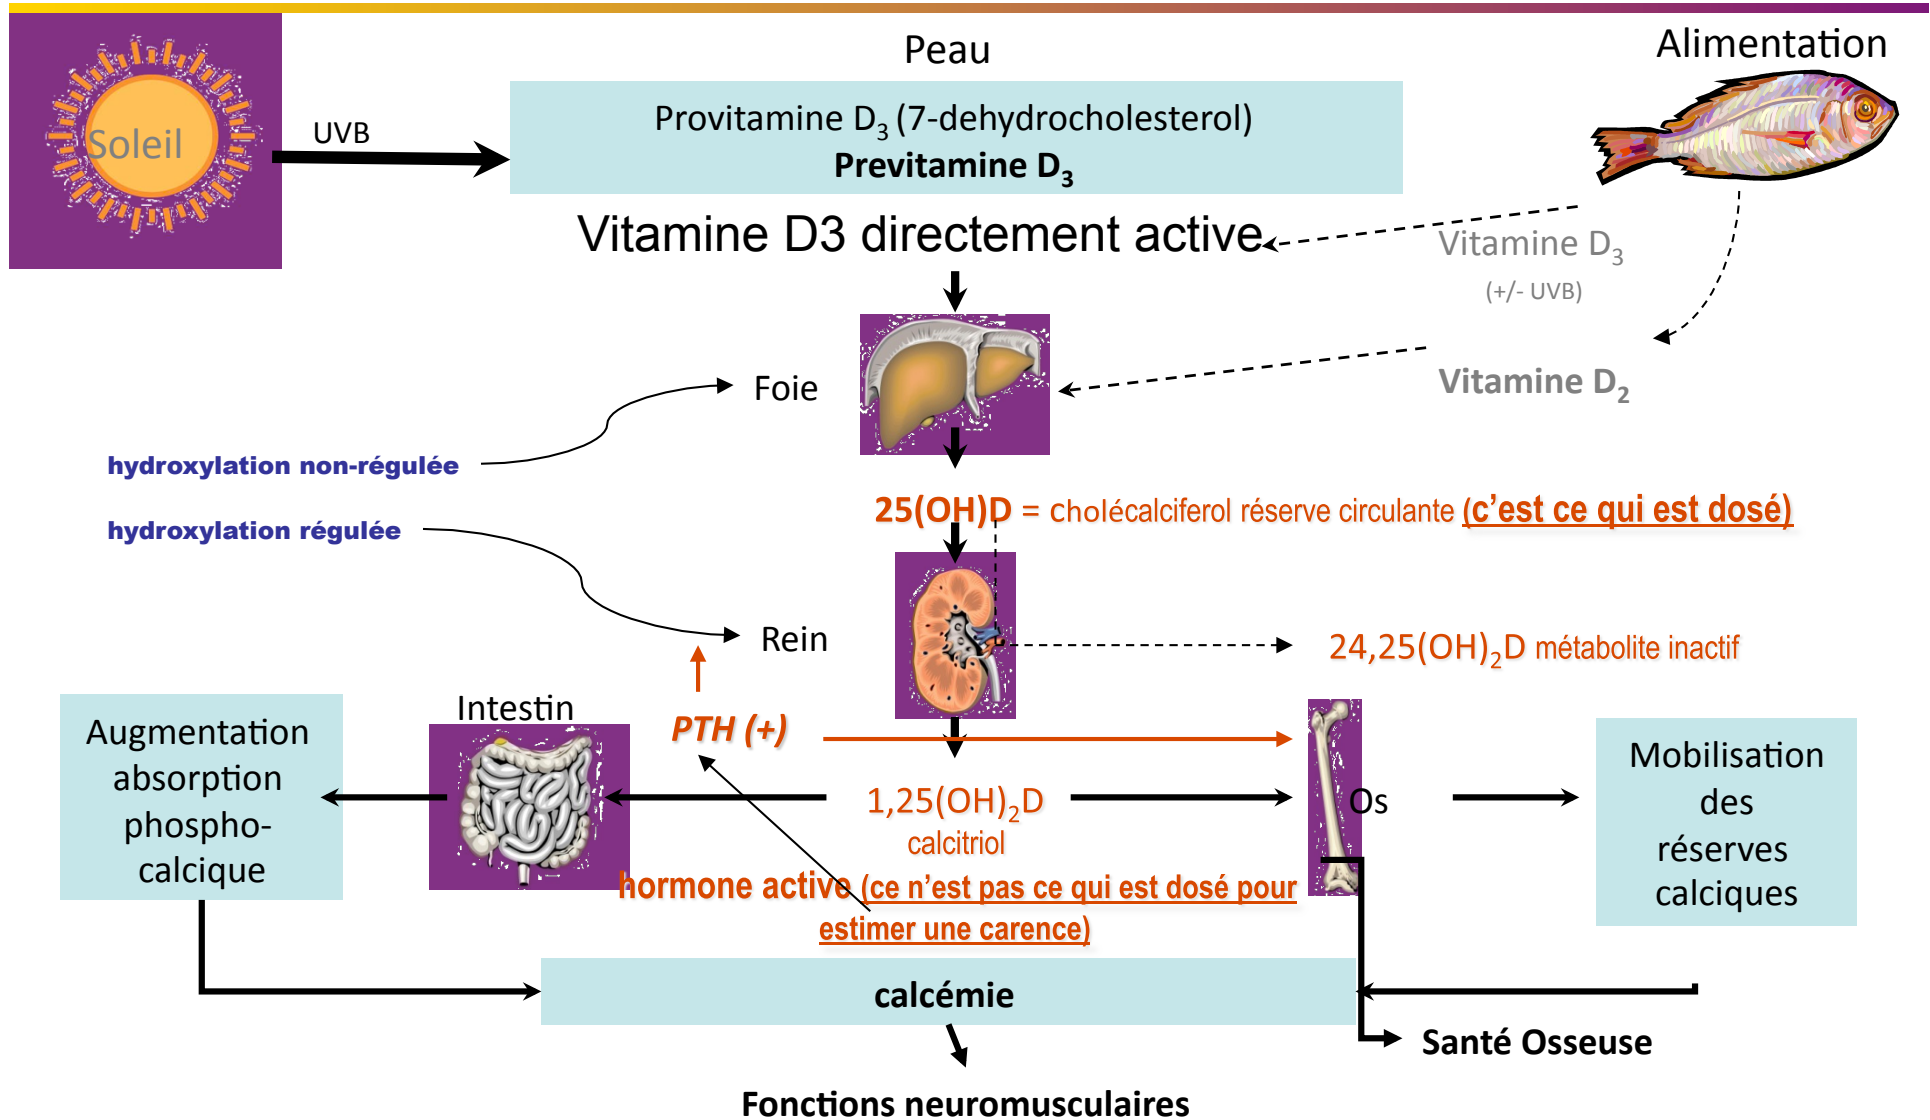 Peau
Alimentation
Soleil
UVB
Provitamine D₃ (7-dehydrocholesterol)
Previtamine D₃
Vitamine D3 directement active
Vitamine D₃
(+/- UVB)
Foie
Vitamine D₂
hydroxylation non-régulée
25(OH)D = cholécalciferol réserve circulante (c’est ce qui est dosé)
hydroxylation régulée
Rein
24,25(OH)₂D métabolite inactif
Intestin
PTH (+)
Augmentation
absorption
phospho-
calcique
1,25(OH)₂D
calcitriol
Os
Mobilisation
des
réserves
calciques
hormone active (ce n’est pas ce qui est dosé pour
estimer une carence)
calcémie
Santé Osseuse
Fonctions neuromusculaires